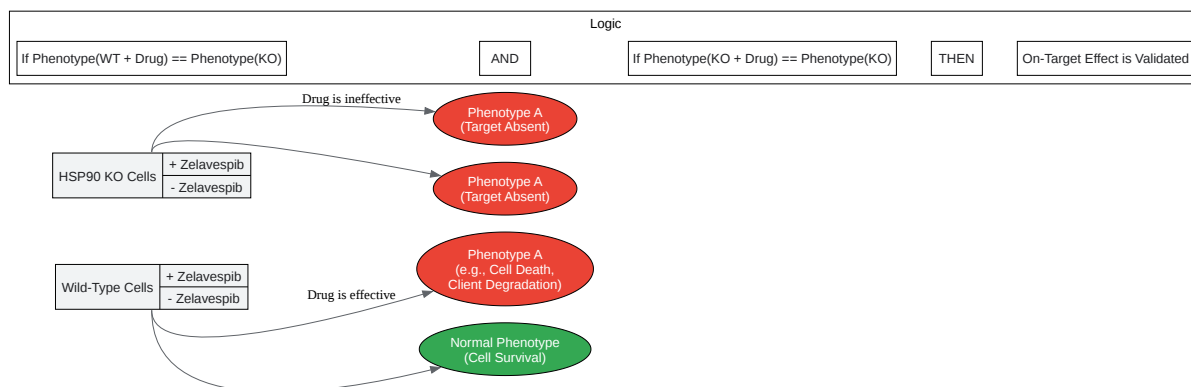 Logic
If Phenotype(WT + Drug) == Phenotype(KO)
AND
If Phenotype(KO + Drug) == Phenotype(KO)
THEN
On-Target Effect is Validated
Drug is ineffective
Phenotype A
(Target Absent)
HSP90 KO Cells
+ Zelavespib
- Zelavespib
Phenotype A
(Target Absent)
Wild-Type Cells
+ Zelavespib
- Zelavespib
Drug is effective
Phenotype A
(e.g., Cell Death,
Client Degradation)
Normal Phenotype
(Cell Survival)